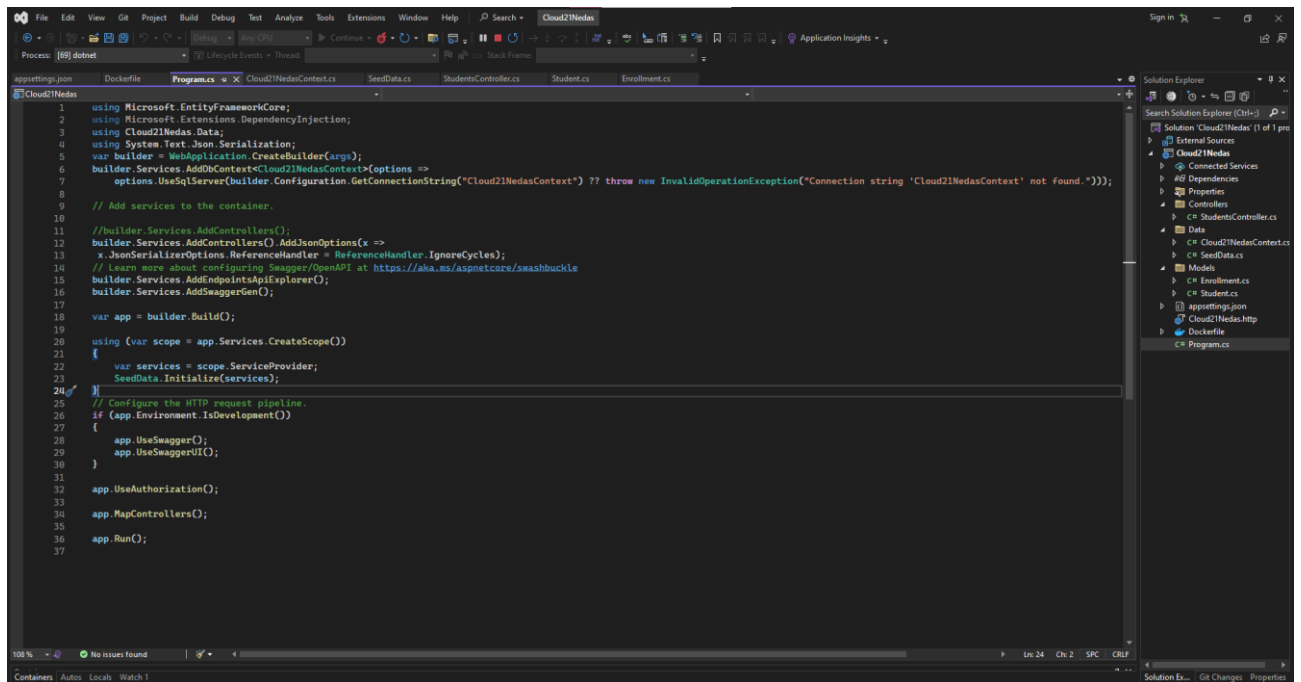 File Edit View Git Project Build Debug Test Analyze Tools Extensions Window Help Search Cloud21Nedas Sign in
Debug Any CPU Continue Application Insights
Process: [69] dotnet Lifecycle Events Thread: Stack Frame:
appsettings.json Dockerfile Program.cs Cloud21NedasContext.cs SeedData.cs StudentsController.cs Student.cs Enrollment.cs
Cloud21Nedas
1 using Microsoft.EntityFrameworkCore;
2 using Microsoft.Extensions.DependencyInjection;
3 using Cloud21Nedas.Data;
4 using System.Text.Json.Serialization;
5 var builder = WebApplication.CreateBuilder(args);
6 builder.Services.AddDbContext<Cloud21NedasContext>(options =>
7 options.UseSqlServer(builder.Configuration.GetConnectionString("Cloud21NedasContext") ?? throw new InvalidOperationException("Connection string 'Cloud21NedasContext' not found.")));
8
9 // Add services to the container.
10
11 //builder.Services.AddControllers();
12 builder.Services.AddControllers().AddJsonOptions(x =>
13 x.JsonSerializerOptions.ReferenceHandler = ReferenceHandler.IgnoreCycles);
14 // Learn more about configuring Swagger/OpenAPI at https://aka.ms/aspnetcore/swashbuckle
15 builder.Services.AddEndpointsApiExplorer();
16 builder.Services.AddSwaggerGen();
17
18 var app = builder.Build();
19
20 using (var scope = app.Services.CreateScope())
21 {
22 var services = scope.ServiceProvider;
23 SeedData.Initialize(services);
24 }
25 // Configure the HTTP request pipeline.
26 if (app.Environment.IsDevelopment())
27 {
28 app.UseSwagger();
29 app.UseSwaggerUI();
30 }
31
32 app.UseAuthorization();
33
34 app.MapControllers();
35
36 app.Run();
37
108 % No issues found Ln: 24 Ch: 2 SPC CRLF
Containers Autos Locals Watch 1
Solution Explorer
Search Solution Explorer (Ctrl+;)
Solution 'Cloud21Nedas' (1 of 1 pro
External Sources
Cloud21Nedas
Connected Services
Dependencies
Properties
Controllers
C# StudentsController.cs
Data
C# Cloud21NedasContext.cs
C# SeedData.cs
Models
C# Enrollment.cs
C# Student.cs
appsettings.json
Cloud21Nedas.http
Dockerfile
C# Program.cs
Solution Ex... Git Changes Properties